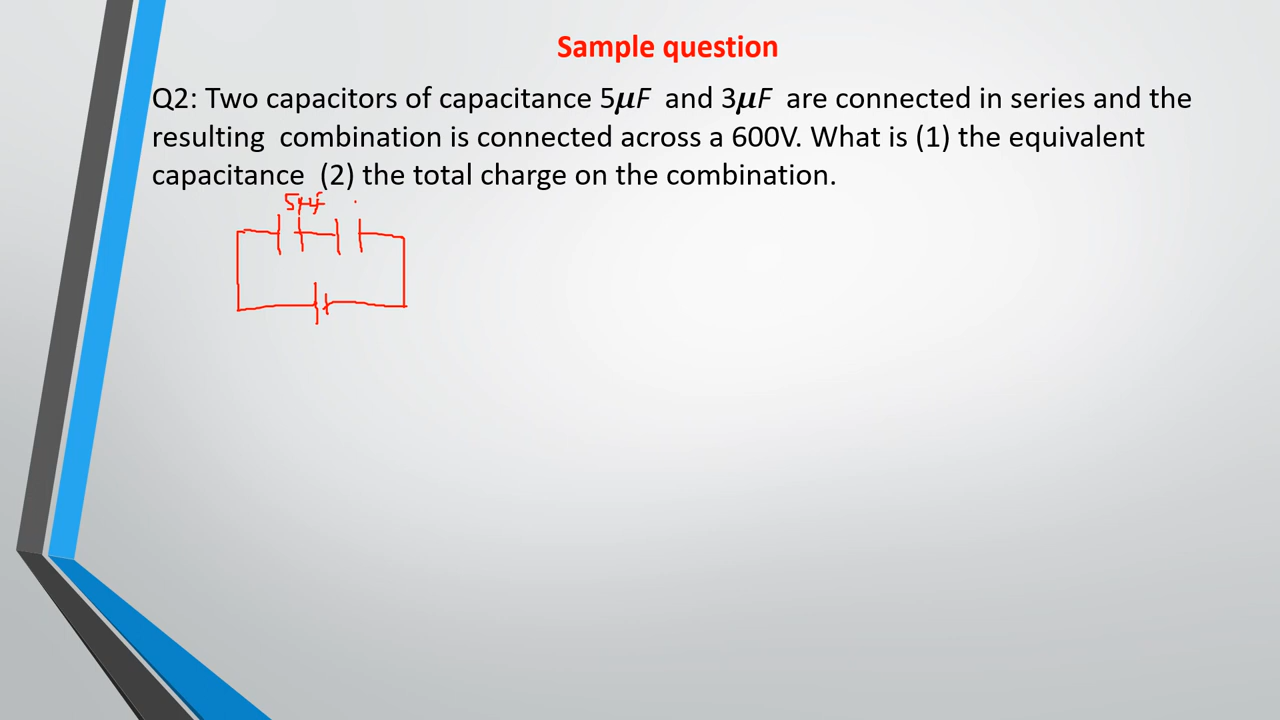 Sample question
Q2: Two capacitors of capacitance 5μF and 3μF are connected in series and the
resulting combination is connected across a 600V. What is (1) the equivalent
capacitance (2) the total charge on the combination.
5μf